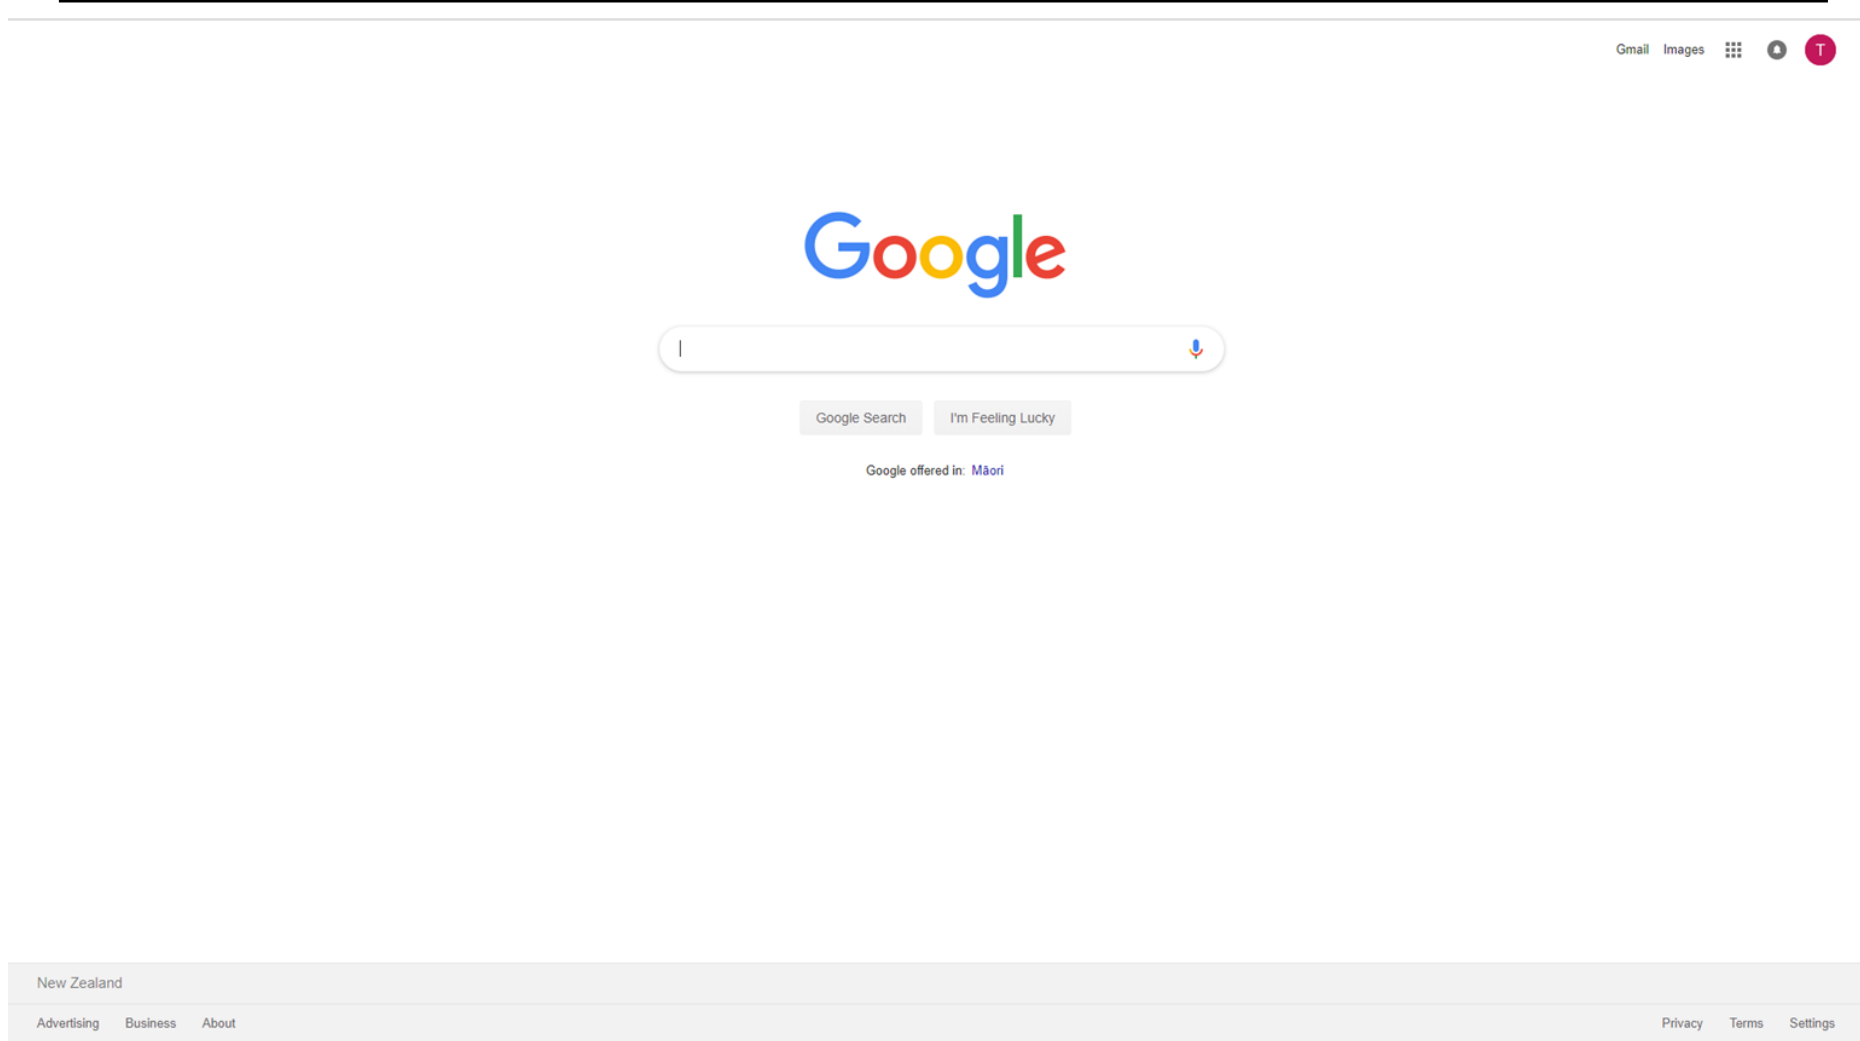 Gmail Images T
Google
Google Search I'm Feeling Lucky
Google offered in: Māori
New Zealand
Advertising Business About Privacy Terms Settings